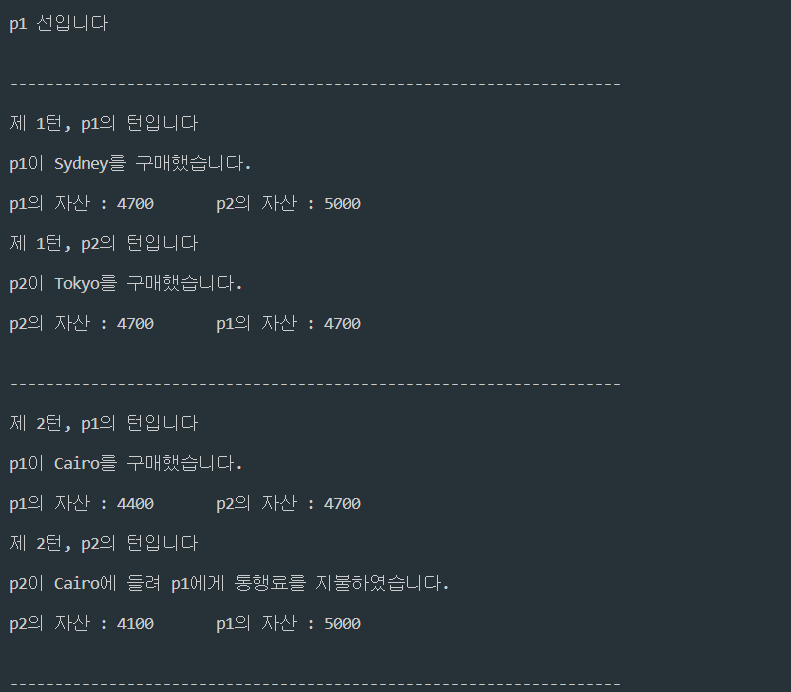 p1 선입니다
--------------------------------------------------------------------
제 1턴, p1의 턴입니다
p1이 Sydney를 구매했습니다.
p1의 자산 : 4700 p2의 자산 : 5000
제 1턴, p2의 턴입니다
p2이 Tokyo를 구매했습니다.
p2의 자산 : 4700 p1의 자산 : 4700
--------------------------------------------------------------------
제 2턴, p1의 턴입니다
p1이 Cairo를 구매했습니다.
p1의 자산 : 4400 p2의 자산 : 4700
제 2턴, p2의 턴입니다
p2이 Cairo에 들려 p1에게 통행료를 지불하였습니다.
p2의 자산 : 4100 p1의 자산 : 5000
--------------------------------------------------------------------